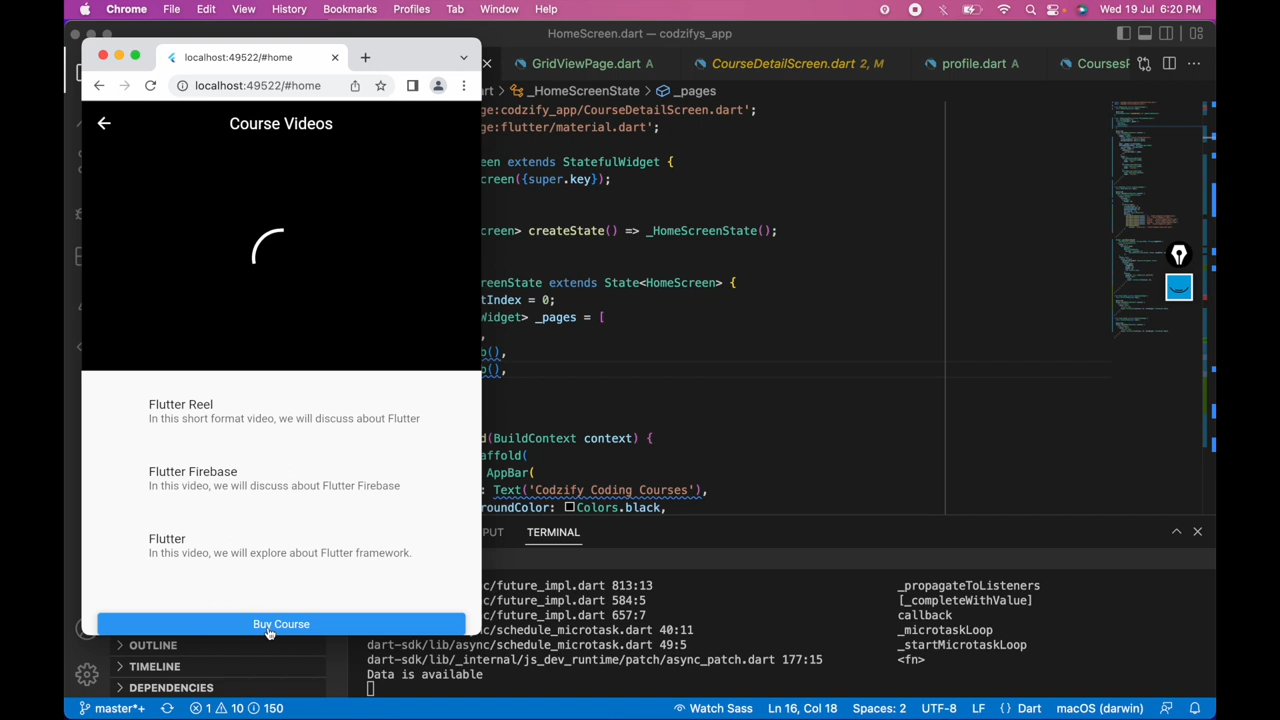 Chrome File Edit View History Bookmarks Profiles Tab Window Help Wed 19 Jul 6:20 PM
HomeScreen.dart — codzifys_app
localhost:49522/#home
GridViewPage.dart A
CourseDetailScreen.dart 2, M
profile.dart A
CoursesP
localhost:49522/#home
rt > _HomeScreenState > _pages
Course Videos
ge:codzify_app/CourseDetailScreen.dart';
ge:flutter/material.dart';
een extends StatefulWidget {
creen({super.key});
creen> createState() => _HomeScreenState();
reenState extends State<HomeScreen> {
tIndex = 0;
Widget> _pages = [
,
b(),
b(),
d(BuildContext context) {
affold(
AppBar(
: Text('Codzify Coding Courses'),
roundColor: Colors.black,
Flutter Reel
In this short format video, we will discuss about Flutter
Flutter Firebase
In this video, we will discuss about Flutter Firebase
Flutter
In this video, we will explore about Flutter framework.
Buy Course
PUT TERMINAL
c/future_impl.dart 813:13 _propagateToListeners
c/future_impl.dart 584:5 [_completeWithValue]
c/future_impl.dart 657:7 callback
c/schedule_microtask.dart 40:11 _microtaskLoop
dart-sdk/lib/async/schedule_microtask.dart 49:5 _startMicrotaskLoop
dart-sdk/lib/_internal/js_dev_runtime/patch/async_patch.dart 177:15 <fn>
Data is available
OUTLINE
TIMELINE
DEPENDENCIES
master*+ 1 10 150 Watch Sass Ln 16, Col 18 Spaces: 2 UTF-8 LF {} Dart macOS (darwin)